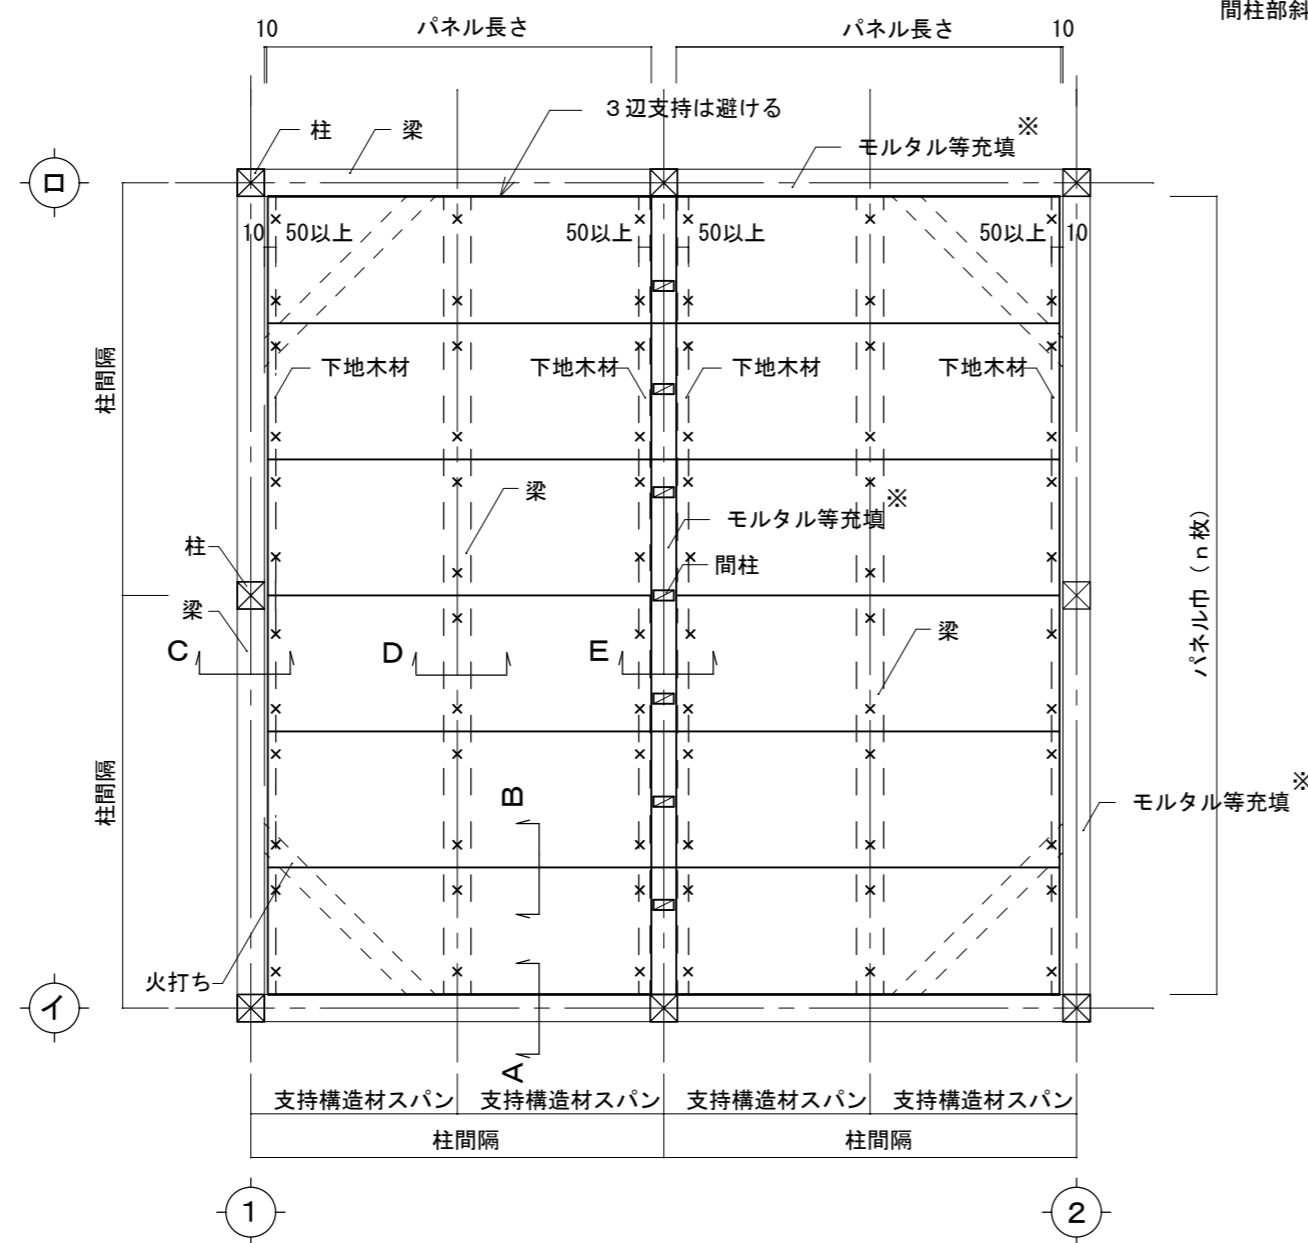 間柱部斜
10
パネル長さ
パネル長さ
10
3辺支持は避ける
柱
梁
モルタル等充填※
ロ
10
50以上
50以上
50以上
50以上
10
柱間隔
下地木材
下地木材
下地木材
下地木材
梁
モルタル等充填※
柱
間柱
パネル巾（n枚）
梁
梁
C
D
E
柱間隔
B
モルタル等充填※
火打ち
イ
A
支持構造材スパン
支持構造材スパン
支持構造材スパン
支持構造材スパン
柱間隔
柱間隔
1
2